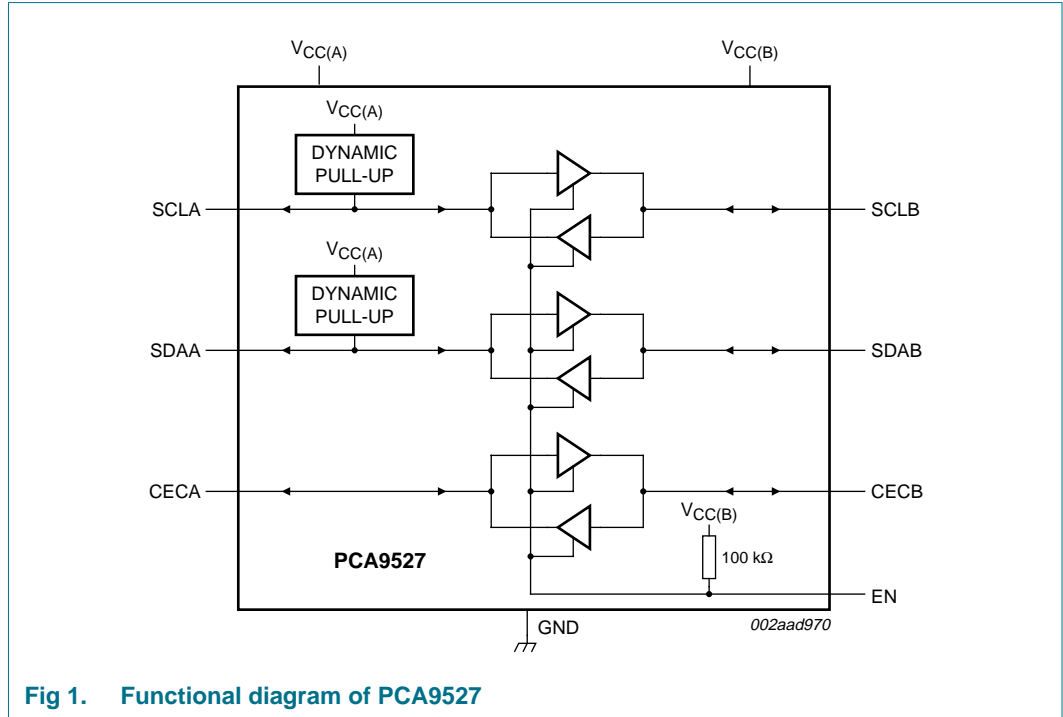 VCC(A)
VCC(B)
VCC(A)
DYNAMIC
PULL-UP
SCLA
SCLB
VCC(A)
DYNAMIC
PULL-UP
SDAA
SDAB
CECA
CECB
VCC(B)
PCA9527
100 kΩ
EN
GND
002aad970
Fig 1. Functional diagram of PCA9527